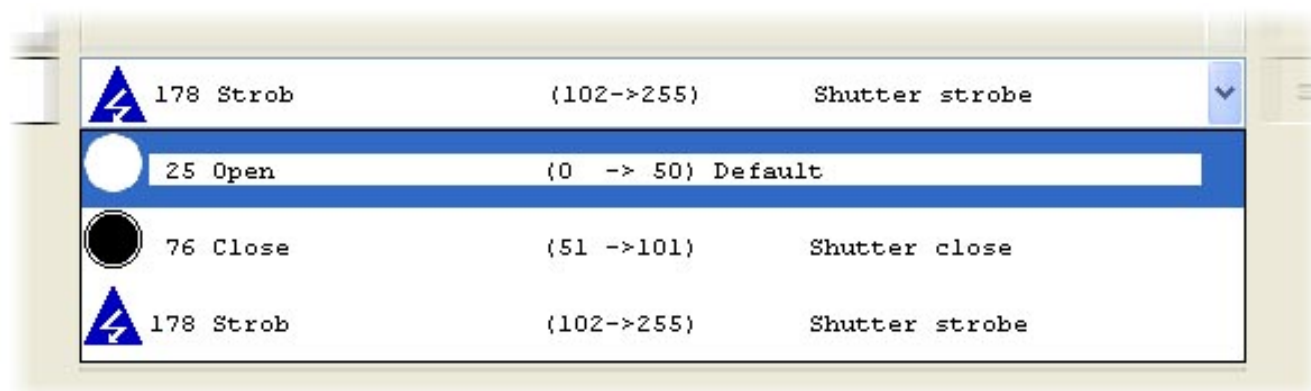 178 Strob (102->255) Shutter strobe
25 Open (0 -> 50) Default
76 Close (51 ->101) Shutter close
178 Strob (102->255) Shutter strobe